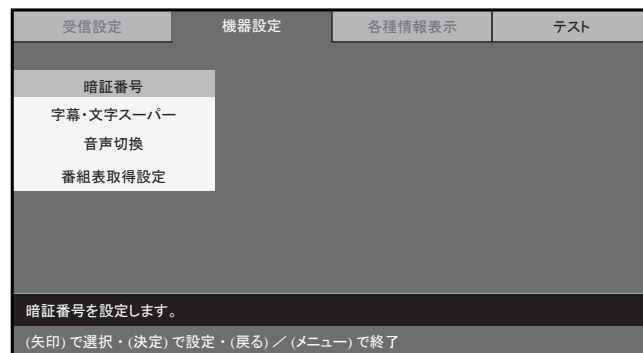 受信設定 機器設定 各種情報表示 テスト
暗証番号
字幕・文字スーパー
音声切換
番組表取得設定
暗証番号を設定します。
(矢印)で選択・(決定)で設定・(戻る)／(メニュー)で終了